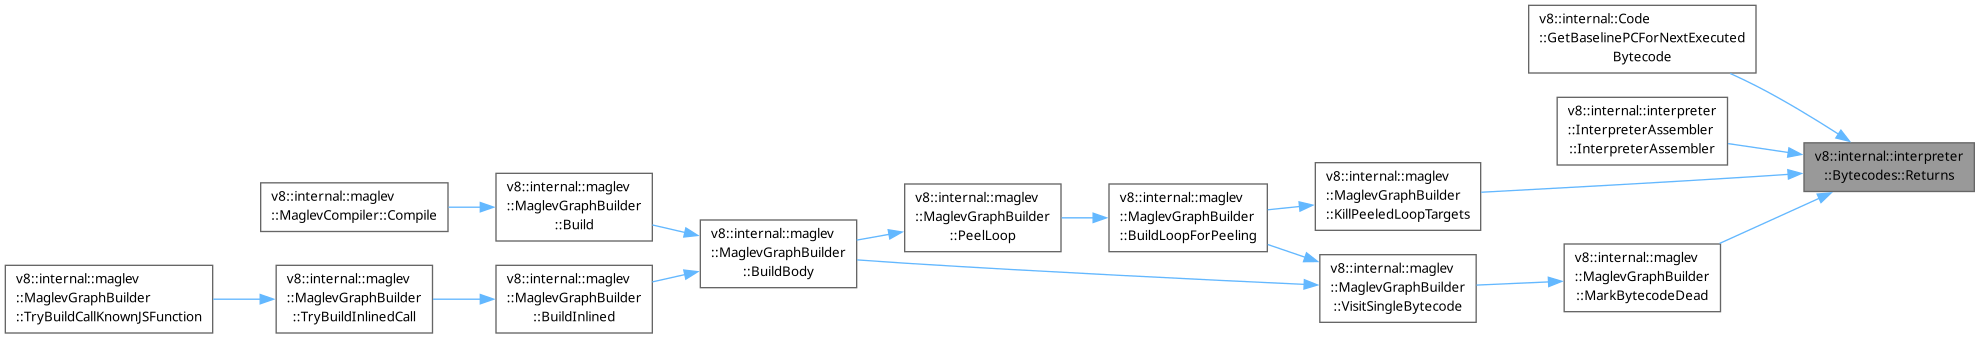 v8::internal::Code
::GetBaselinePCForNextExecuted
Bytecode
v8::internal::interpreter
::InterpreterAssembler
::InterpreterAssembler
v8::internal::interpreter
::Bytecodes::Returns
v8::internal::maglev
::MaglevGraphBuilder
::KillPeeledLoopTargets
v8::internal::maglev
::MaglevGraphBuilder
::MarkBytecodeDead
v8::internal::maglev
::MaglevGraphBuilder
::VisitSingleBytecode
v8::internal::maglev
::MaglevGraphBuilder
::BuildLoopForPeeling
v8::internal::maglev
::MaglevGraphBuilder
::PeelLoop
v8::internal::maglev
::MaglevGraphBuilder
::BuildBody
v8::internal::maglev
::MaglevGraphBuilder
::Build
v8::internal::maglev
::MaglevCompiler::Compile
v8::internal::maglev
::MaglevGraphBuilder
::BuildInlined
v8::internal::maglev
::MaglevGraphBuilder
::TryBuildInlinedCall
v8::internal::maglev
::MaglevGraphBuilder
::TryBuildCallKnownJSFunction